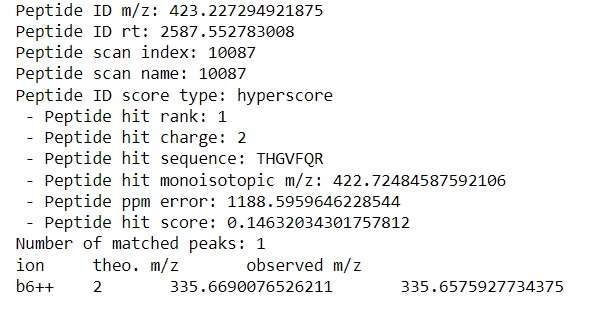 Peptide ID m/z: 423.227294921875
Peptide ID rt: 2587.552783008
Peptide scan index: 10087
Peptide scan name: 10087
Peptide ID score type: hyperscore
 - Peptide hit rank: 1
 - Peptide hit charge: 2
 - Peptide hit sequence: THGVFQR
 - Peptide hit monoisotopic m/z: 422.72484587592106
 - Peptide ppm error: 1188.5959646228544
 - Peptide hit score: 0.14632034301757812
Number of matched peaks: 1
ion	theo. m/z	observed m/z
b6++	2	335.6690076526211	335.6575927734375